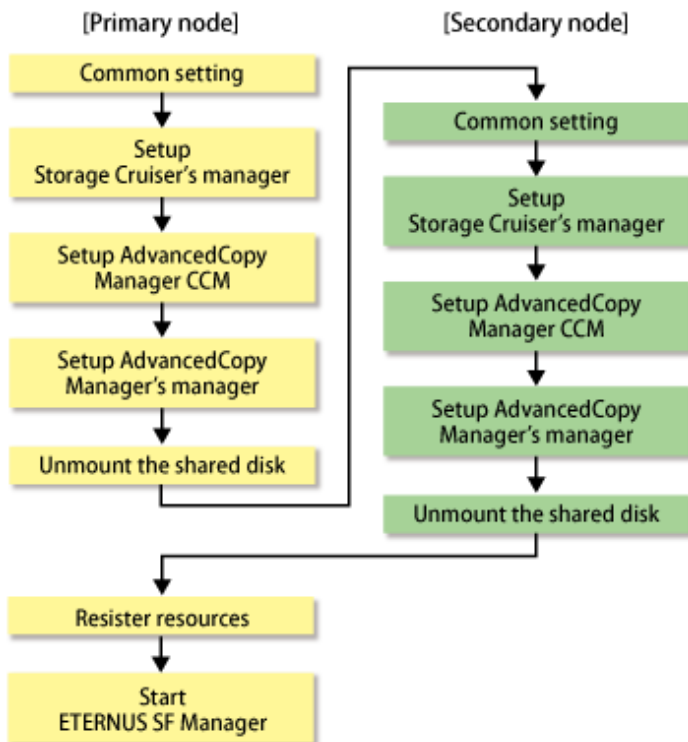 [Primary node]
Common setting
Setup
Storage Cruiser's manager
Setup AdvancedCopy
Manager CCM
Setup AdvancedCopy
Manager's manager
Unmount the shared disk
[Secondary node]
Common setting
Setup
Storage Cruiser's manager
Setup AdvancedCopy
Manager CCM
Setup AdvancedCopy
Manager's manager
Unmount the shared disk
Resister resources
Start
ETERNUS SF Manager